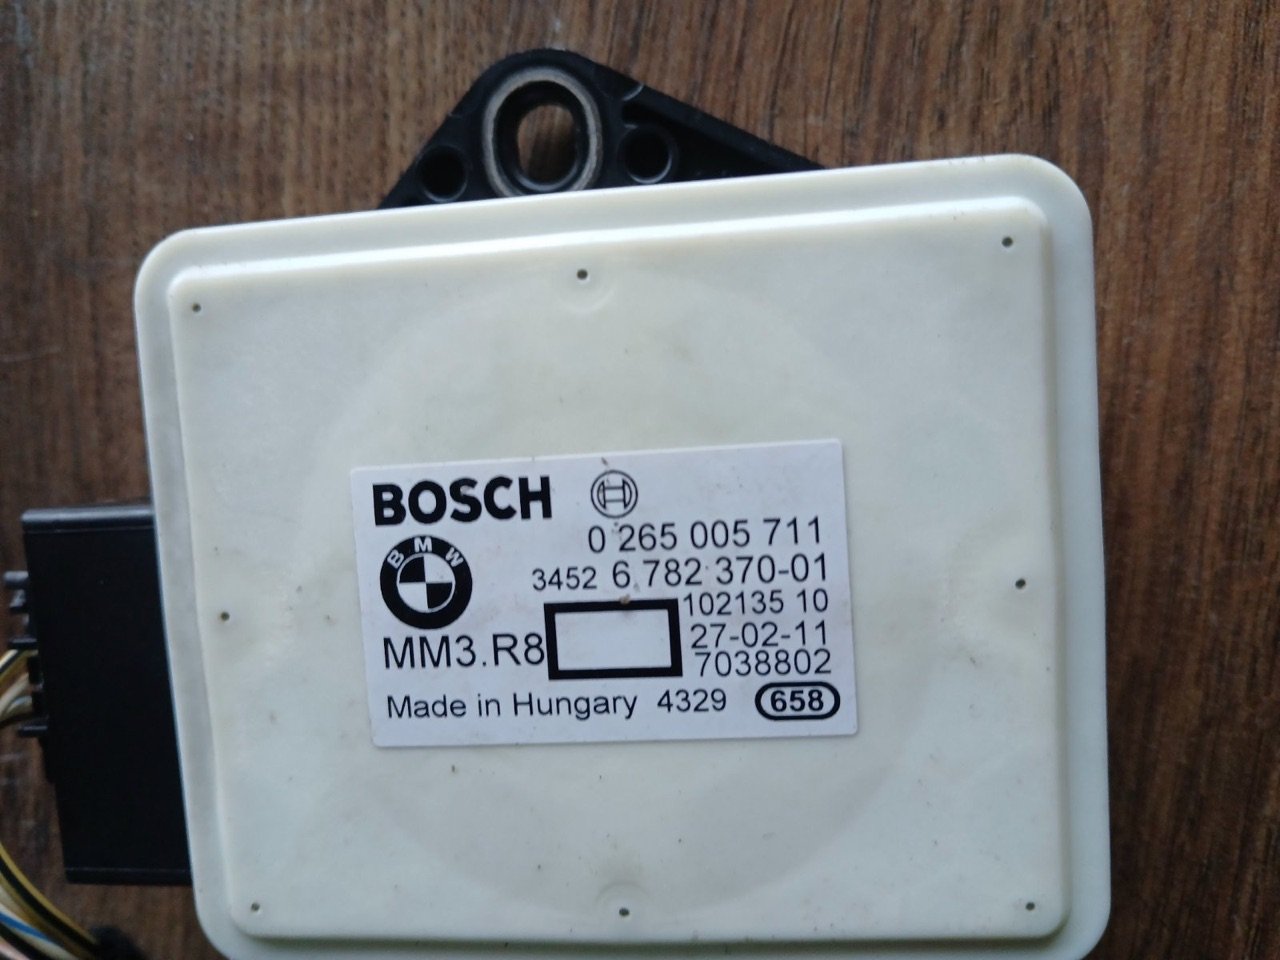 BOSCH
0 265 005 711
BMW
3452 6 782 370-01
102135 10
27-02-11
MM3.R8
7038802
Made in Hungary 4329 658